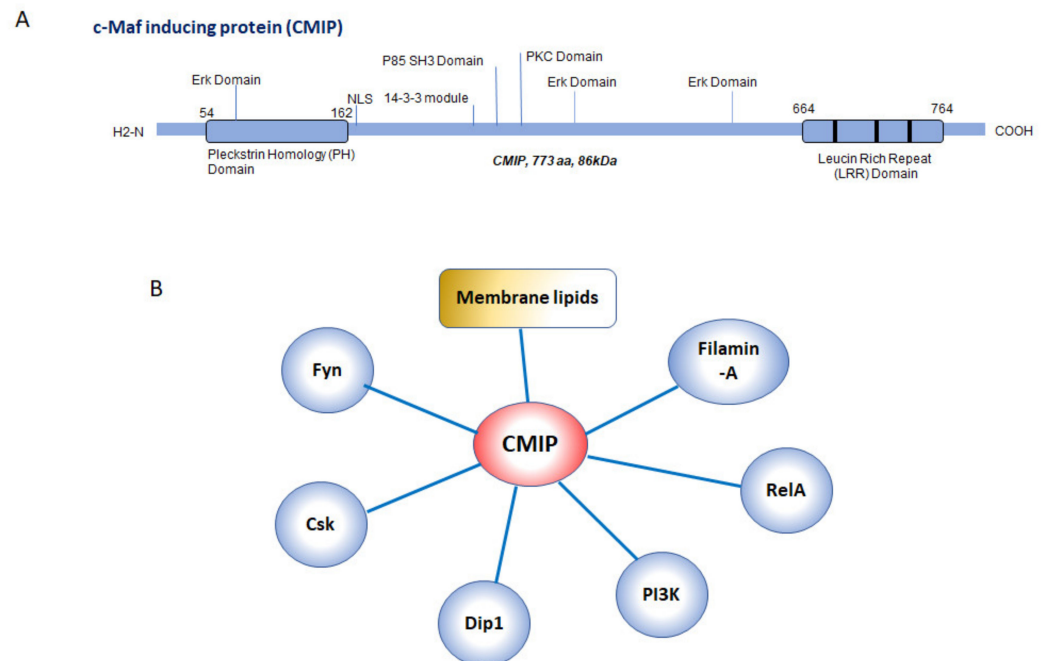 A
c-Maf inducing protein (CMIP)
P85 SH3 Domain
PKC Domain
Erk Domain
Erk Domain
Erk Domain
NLS
14-3-3 module
54
162
664
764
H2-N
COOH
Pleckstrin Homology (PH)
Domain
CMIP, 773 aa, 86kDa
Leucin Rich Repeat
(LRR) Domain
B
Membrane lipids
Fyn
Filamin
-A
CMIP
RelA
Csk
PI3K
Dip1